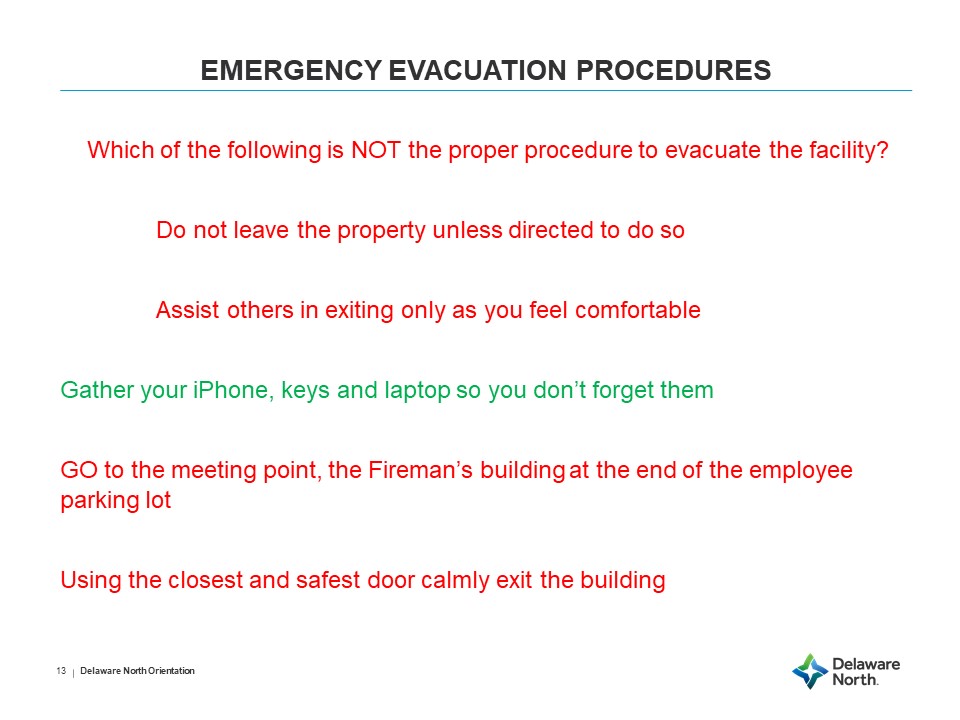 EMERGENCY EVACUATION PROCEDURES
Which of the following is NOT the proper procedure to evacuate the facility?
Do not leave the property unless directed to do so
Assist others in exiting only as you feel comfortable
Gather your iPhone, keys and laptop so you don’t forget them
GO to the meeting point, the Fireman’s building at the end of the employee
parking lot
Using the closest and safest door calmly exit the building
13 | Delaware North Orientation
Delaware
North.